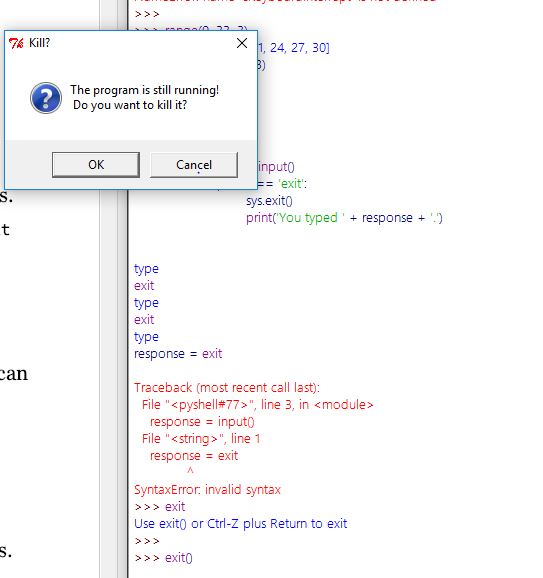 >>>
Kill?
1, 24, 27, 30]
3)
The program is still running!
Do you want to kill it?
OK Cancel
input()
== 'exit':
s.
sys.exit()
print('You typed ' + response + '.')
t
type
exit
type
exit
type
response = exit
can
Traceback (most recent call last):
File "<pyshell#77>", line 3, in <module>
response = input()
File "<string>", line 1
response = exit
^
SyntaxError: invalid syntax
>>> exit
Use exit() or Ctrl-Z plus Return to exit
>>>
s.
>>> exit()